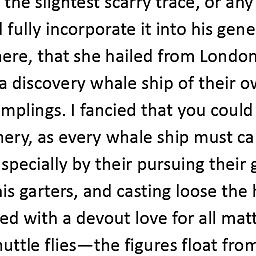 the slightest scarry trace, or any
fully incorporate it into his gene
here, that she hailed from London
a discovery whale ship of their ov
mplings. I fancied that you could
nery, as every whale ship must ca
specially by their pursuing their g
his garters, and casting loose the h
ed with a devout love for all matt
huttle flies—the figures float from